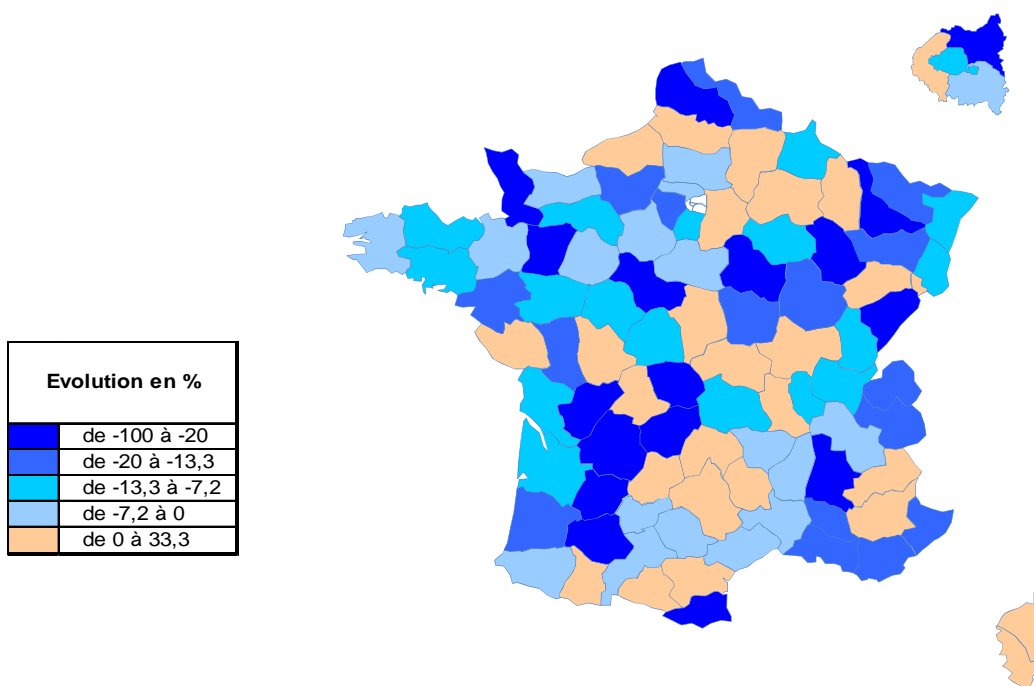 Evolution en %
de -100 à -20
de -20 à -13,3
de -13,3 à -7,2
de -7,2 à 0
de 0 à 33,3